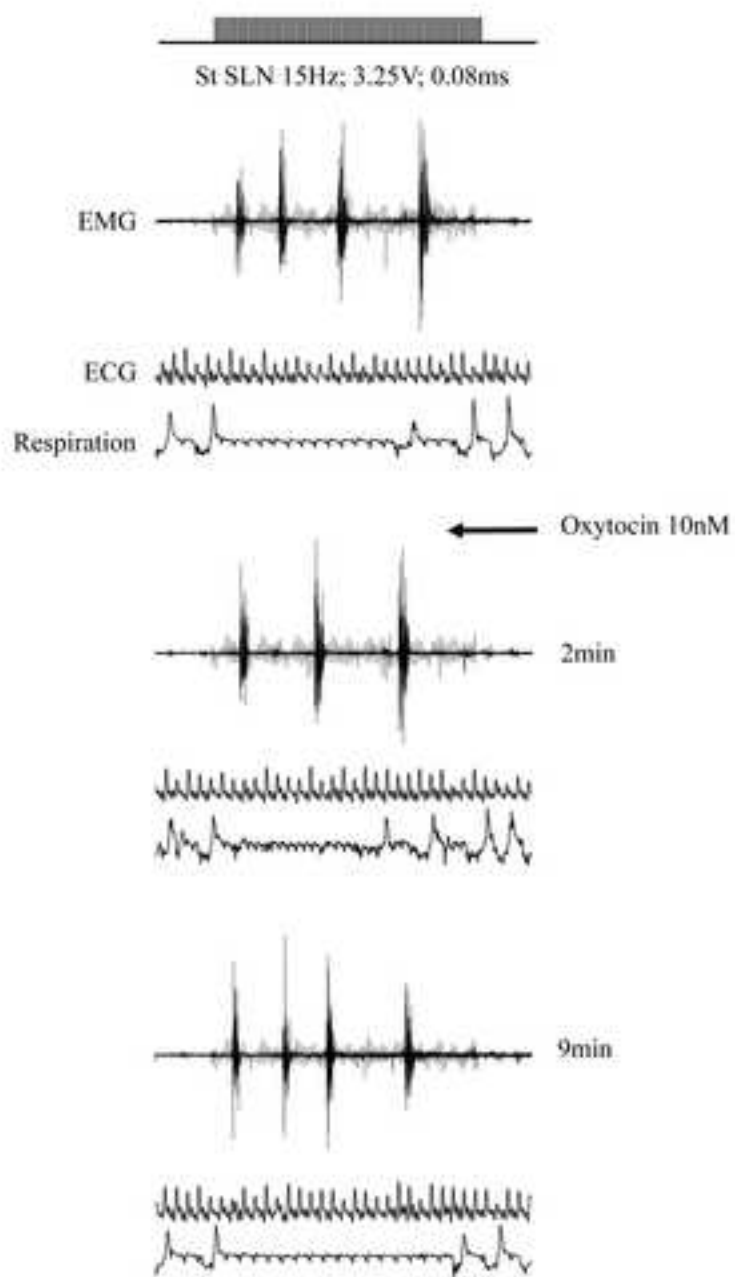 St SLN 15Hz; 3.25V; 0.08ms
EMG
ECG
Respiration
Oxytocin 10nM
2min
9min